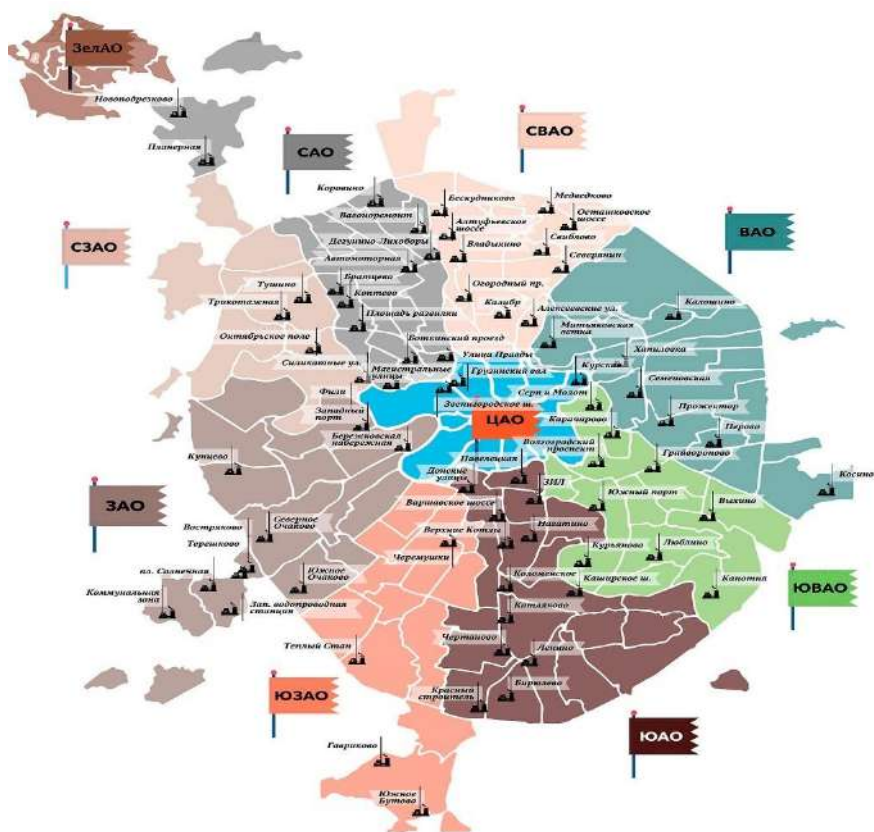 ЗелАО
Новоподрезково
Планерная
САО
СВАО
Коровино
Вагоноремонт
Бескудниково
Медведково
Осташковское
шоссе
Алтуфьевское
шоссе
Дегунино-Лихоборы
Владыкино
Свиблово
ВАО
СЗАО
Автомоторная
Северянин
Братцево
Тушино
Огородный пр.
Коптево
Трикотажная
Калибр
Калошино
Алексеевские ул.
Площадь развилки
Митьковская
ветка
Октябрьское поле
Боткинский проезд
Улица Правды
Хапиловка
Силикатные ул.
Магистральные
улицы
Грузинский вал
Курская
Семеновская
Фили
Серп и Молот
Западный
порт
Звенигородское ш.
Прожектор
ЦАО
Карачарово
Перово
Бережковская
набережная
Волгоградский
проспект
Кунцево
Павелецкая
Грайвороново
Донские
улицы
ЗИЛ
Косино
ЗАО
Варшавское шоссе
Южный порт
Выхино
Востряково
Северное
Очаково
Верхние Котлы
Нагатино
Терешково
Черемушки
Курьяново
Люблино
пл. Солнечная
Южное
Очаково
Коломенское
Каширское ш.
Капотня
ЮВАО
Коммунальная
зона
Зап. водопроводная
станция
Котляково
Чертаново
Ленино
Теплый Стан
ЮЗАО
Красный
строитель
Бирюлево
ЮАО
Гавриково
Южное
Бутово